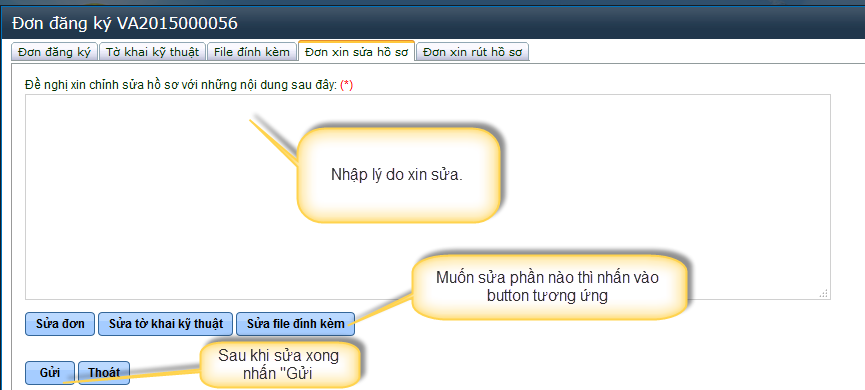 Đơn đăng ký VA2015000056
Đơn đăng ký Tờ khai kỹ thuật File đính kèm Đơn xin sửa hồ sơ Đơn xin rút hồ sơ
Đề nghị xin chỉnh sửa hồ sơ với những nội dung sau đây: (*)
Nhập lý do xin sửa.
Muốn sửa phần nào thì nhấn vào
button tương ứng
Sửa đơn Sửa tờ khai kỹ thuật Sửa file đính kèm
Sau khi sửa xong
nhấn "Gửi
Gửi Thoát